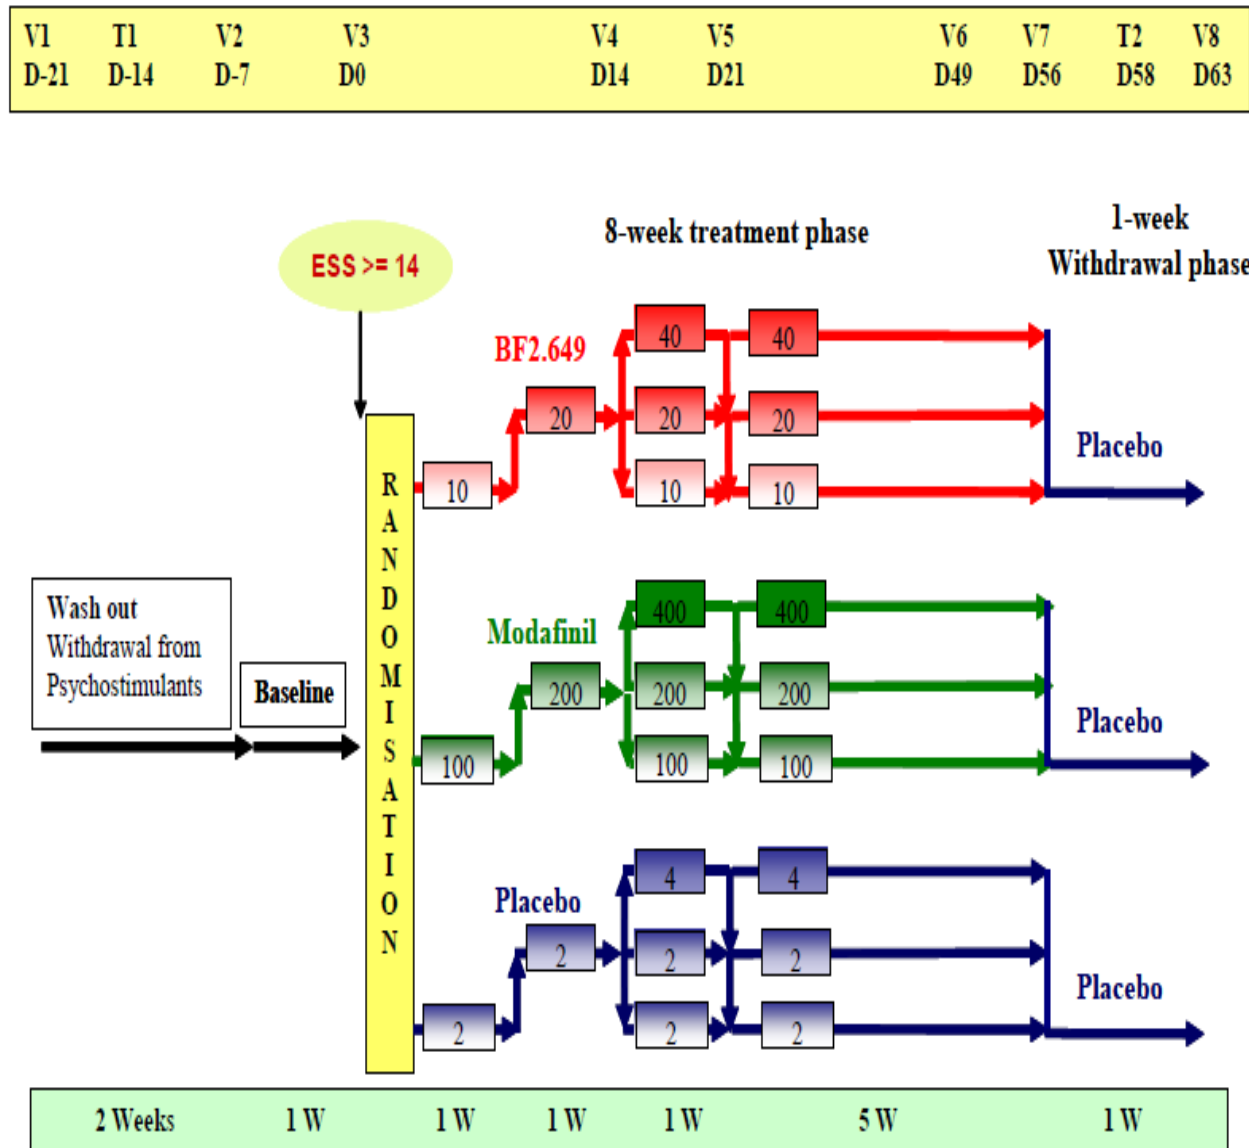 V1 T1 V2 V3 V4 V5 V6 V7 T2 V8
D-21 D-14 D-7 D0 D14 D21 D49 D56 D58 D63
8-week treatment phase
1-week
Withdrawal phase
ESS >= 14
BF2.649
40 40
20 20 20
10 10 10
Placebo
RANDOMISATION
Wash out
Withdrawal from
Psychostimulants
Baseline
Modafinil
400 400
200 200 200
100 100 100
Placebo
Placebo
4 4
2 2 2
2 2 2
Placebo
2 Weeks 1 W 1 W 1 W 1 W 5 W 1 W